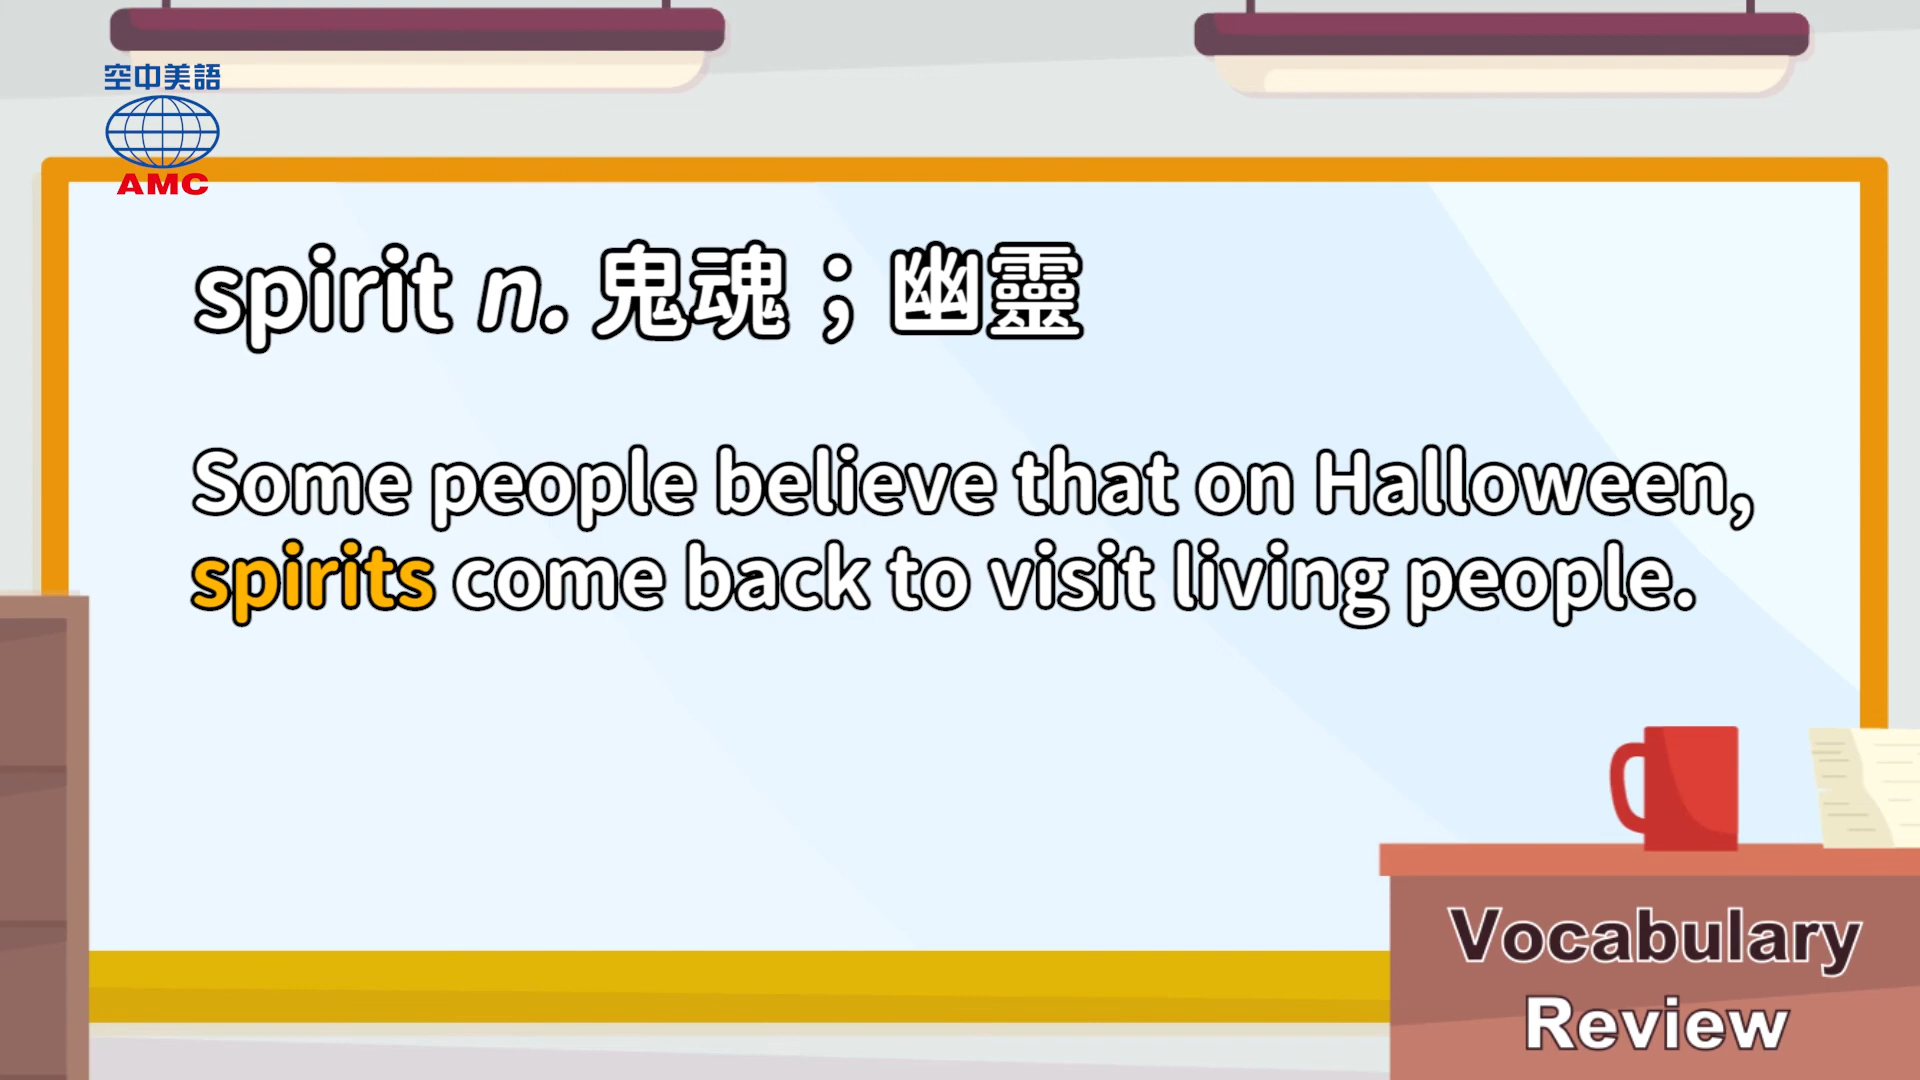 空中美語
AMC
spirit n. 鬼魂；幽靈
Some people believe that on Halloween,
spirits come back to visit living people.
Vocabulary
Review